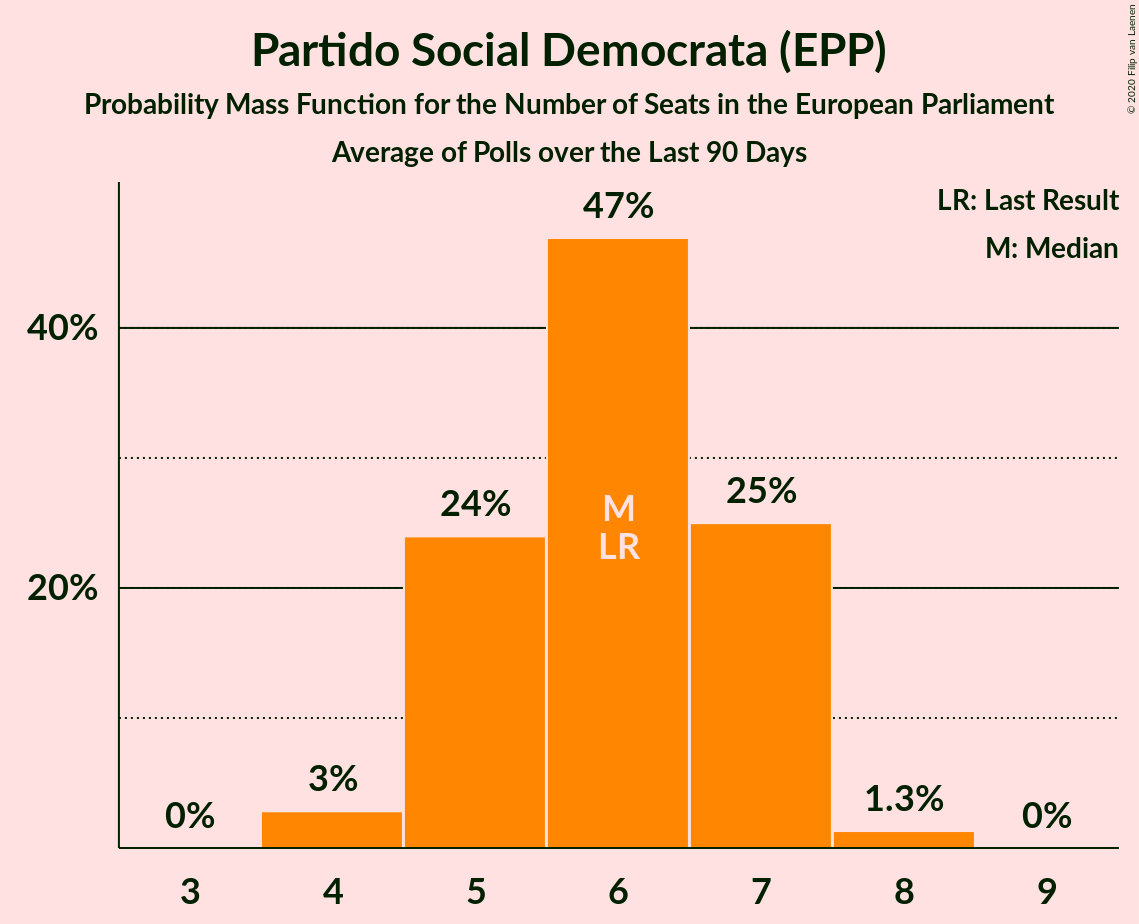 Partido Social Democrata (EPP)
Probability Mass Function for the Number of Seats in the European Parliament
Average of Polls over the Last 90 Days
© 2020 Filip van Laenen
LR: Last Result
M: Median
40%
20%
0%
3%
24%
47%
M
LR
25%
1.3%
0%
3 4 5 6 7 8 9